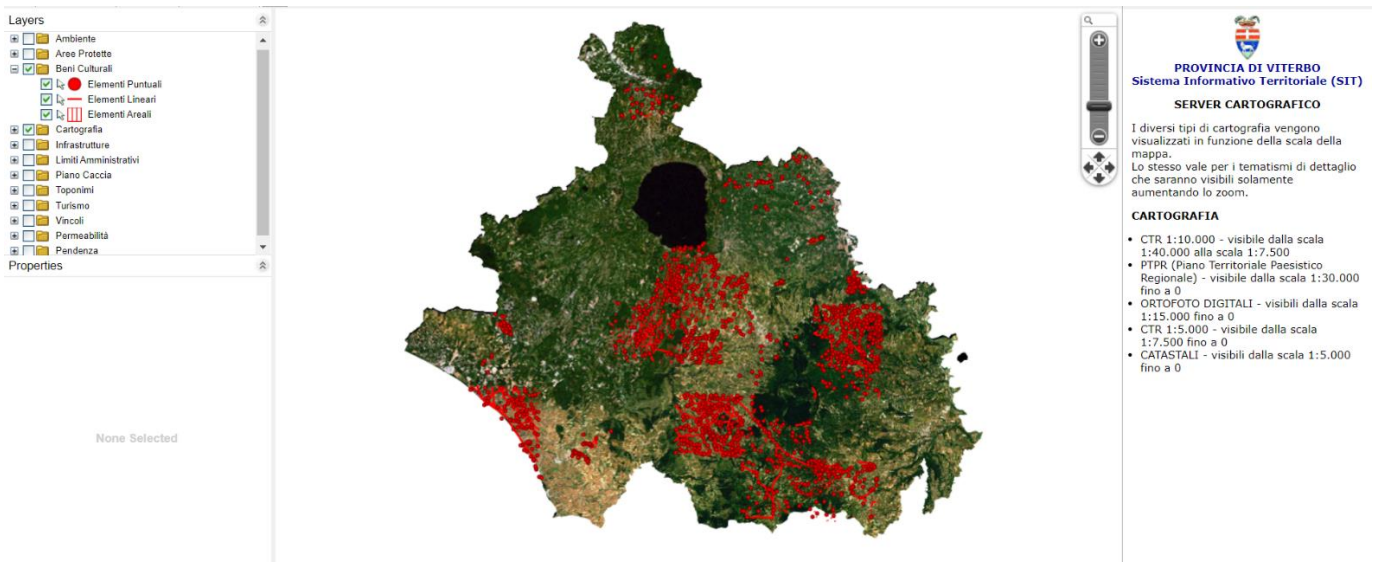 Layers
Ambiente
Aree Protette
Beni Culturali
Elementi Puntuali
Elementi Lineari
Elementi Areali
Cartografia
Infrastrutture
Limiti Amministrativi
Piano Caccia
Toponimi
Turismo
Vincoli
Permeabilità
Pendenza
Properties
None Selected
PROVINCIA DI VITERBO
Sistema Informativo Territoriale (SIT)
SERVER CARTOGRAFICO
I diversi tipi di cartografia vengono
visualizzati in funzione della scala della
mappa.
Lo stesso vale per i tematismi di dettaglio
che saranno visibili solamente
aumentando lo zoom.
CARTOGRAFIA
• CTR 1:10.000 - visibile dalla scala
1:40.000 alla scala 1:7.500
• PTPR (Piano Territoriale Paesistico
Regionale) - visibile dalla scala 1:30.000
fino a 0
• ORTOFOTO DIGITALI - visibili dalla scala
1:15.000 fino a 0
• CTR 1:5.000 - visibile dalla scala
1:7.500 fino a 0
• CATASTALI - visibili dalla scala 1:5.000
fino a 0